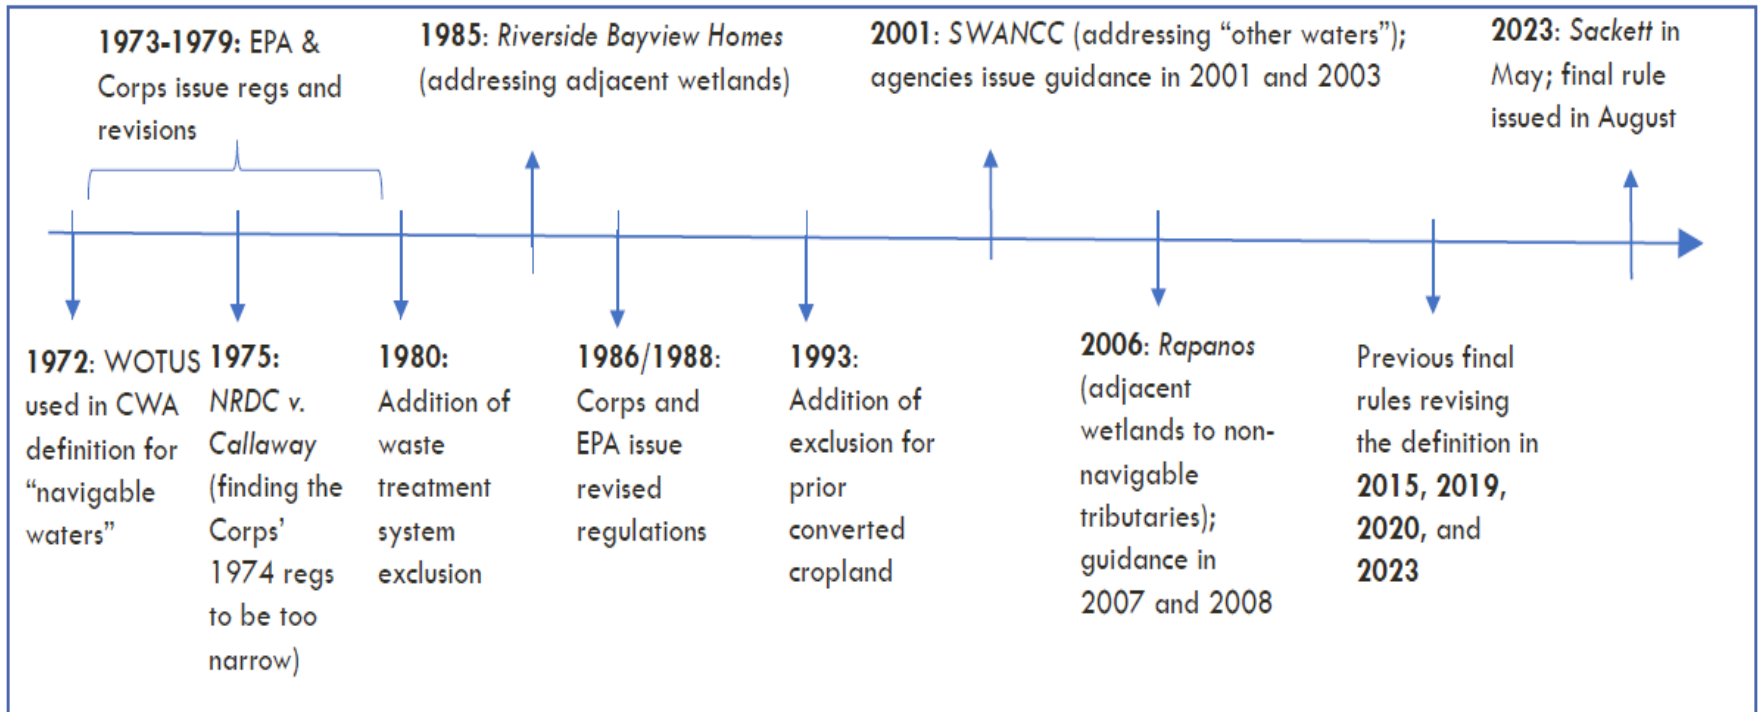 1973-1979: EPA &
Corps issue regs and
revisions
1985: Riverside Bayview Homes
(addressing adjacent wetlands)
2001: SWANCC (addressing “other waters”);
agencies issue guidance in 2001 and 2003
2023: Sackett in
May; final rule
issued in August
1972: WOTUS
used in CWA
definition for
“navigable
waters”
1975:
NRDC v.
Callaway
(finding the
Corps’
1974 regs
to be too
narrow)
1980:
Addition of
waste
treatment
system
exclusion
1986/1988:
Corps and
EPA issue
revised
regulations
1993:
Addition of
exclusion for
prior
converted
cropland
2006: Rapanos
(adjacent
wetlands to non-
navigable
tributaries);
guidance in
2007 and 2008
Previous final
rules revising
the definition in
2015, 2019,
2020, and
2023